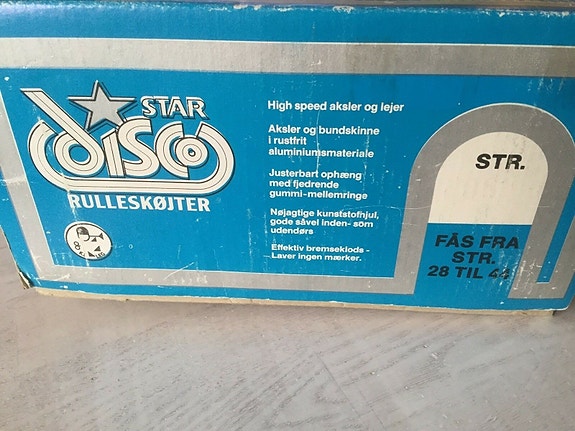 STAR
DISCO
RULLESKØJTER
High speed aksler og lejer
Aksler og bundskinne
i rustfrit
aluminiumsmateriale
Justerbart ophæng
med fjedrende
gummi-mellemringe
Nøjagtige kunststofhjul,
gode såvel inden- som
udendørs
Effektiv bremseklods -
Laver ingen mærker.
STR.
FÅS FRA
STR.
28 TIL 44